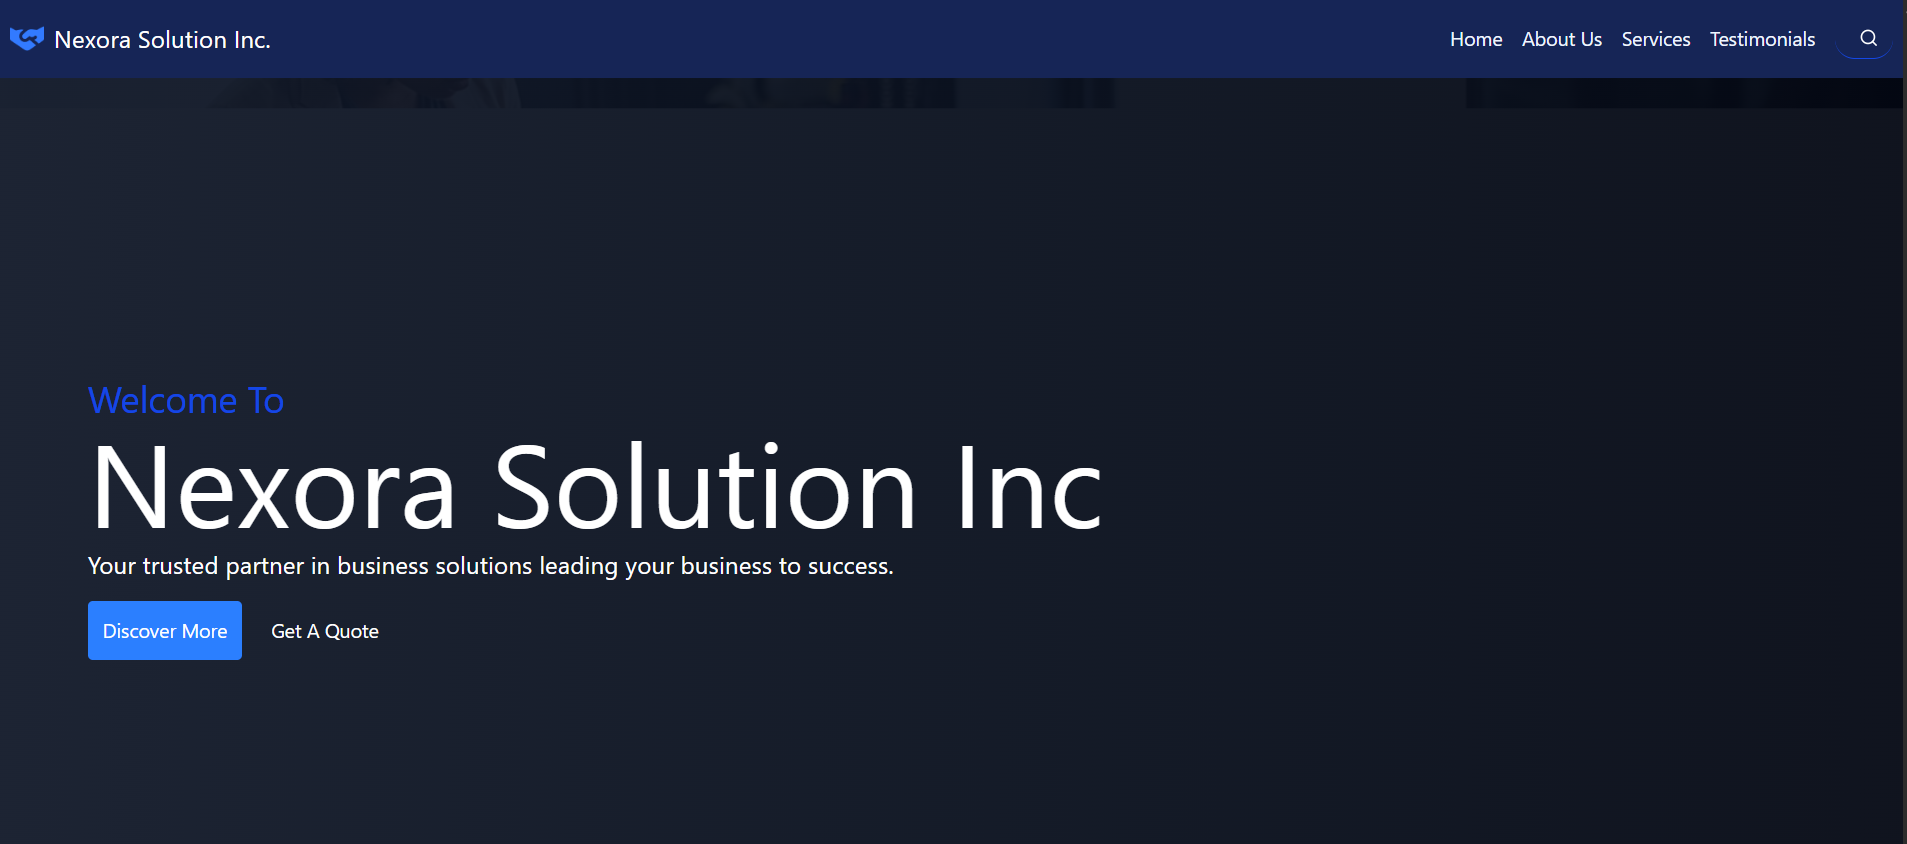 Nexora Solution Inc.
Home About Us Services Testimonials
Welcome To
Nexora Solution Inc
Your trusted partner in business solutions leading your business to success.
Discover More Get A Quote